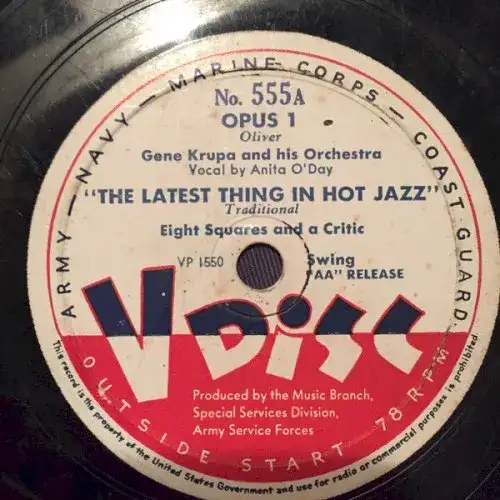 ARMY — NAVY — MARINE CORPS — COAST GUARD
No. 555A
OPUS 1
Oliver
Gene Krupa and his Orchestra
Vocal by Anita O'Day
"THE LATEST THING IN HOT JAZZ"
Traditional
Eight Squares and a Critic
VP 1550
Swing
"AA" RELEASE
V DiSC
Produced by the Music Branch,
Special Services Division,
Army Service Forces
OUTSIDE START 78 RPM
This record is the property of the United States Government and use for radio or commercial purposes is prohibited